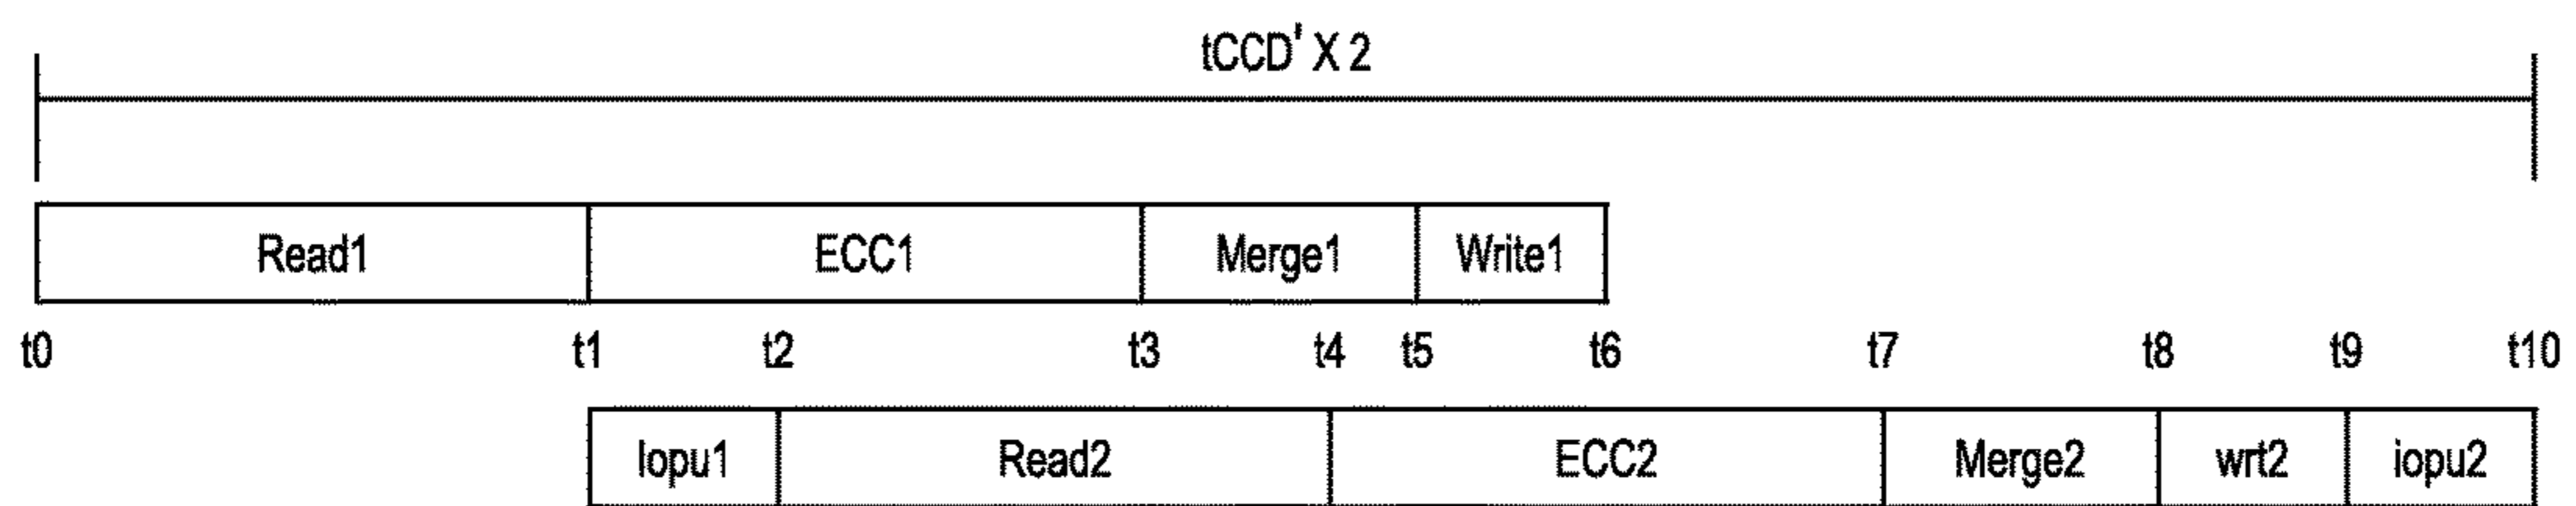 tCCD' X 2
Read1 ECC1 Merge1 Write1
t0 t1 t2 t3 t4 t5 t6 t7 t8 t9 t10
Iopu1 Read2 ECC2 Merge2 wrt2 iopu2